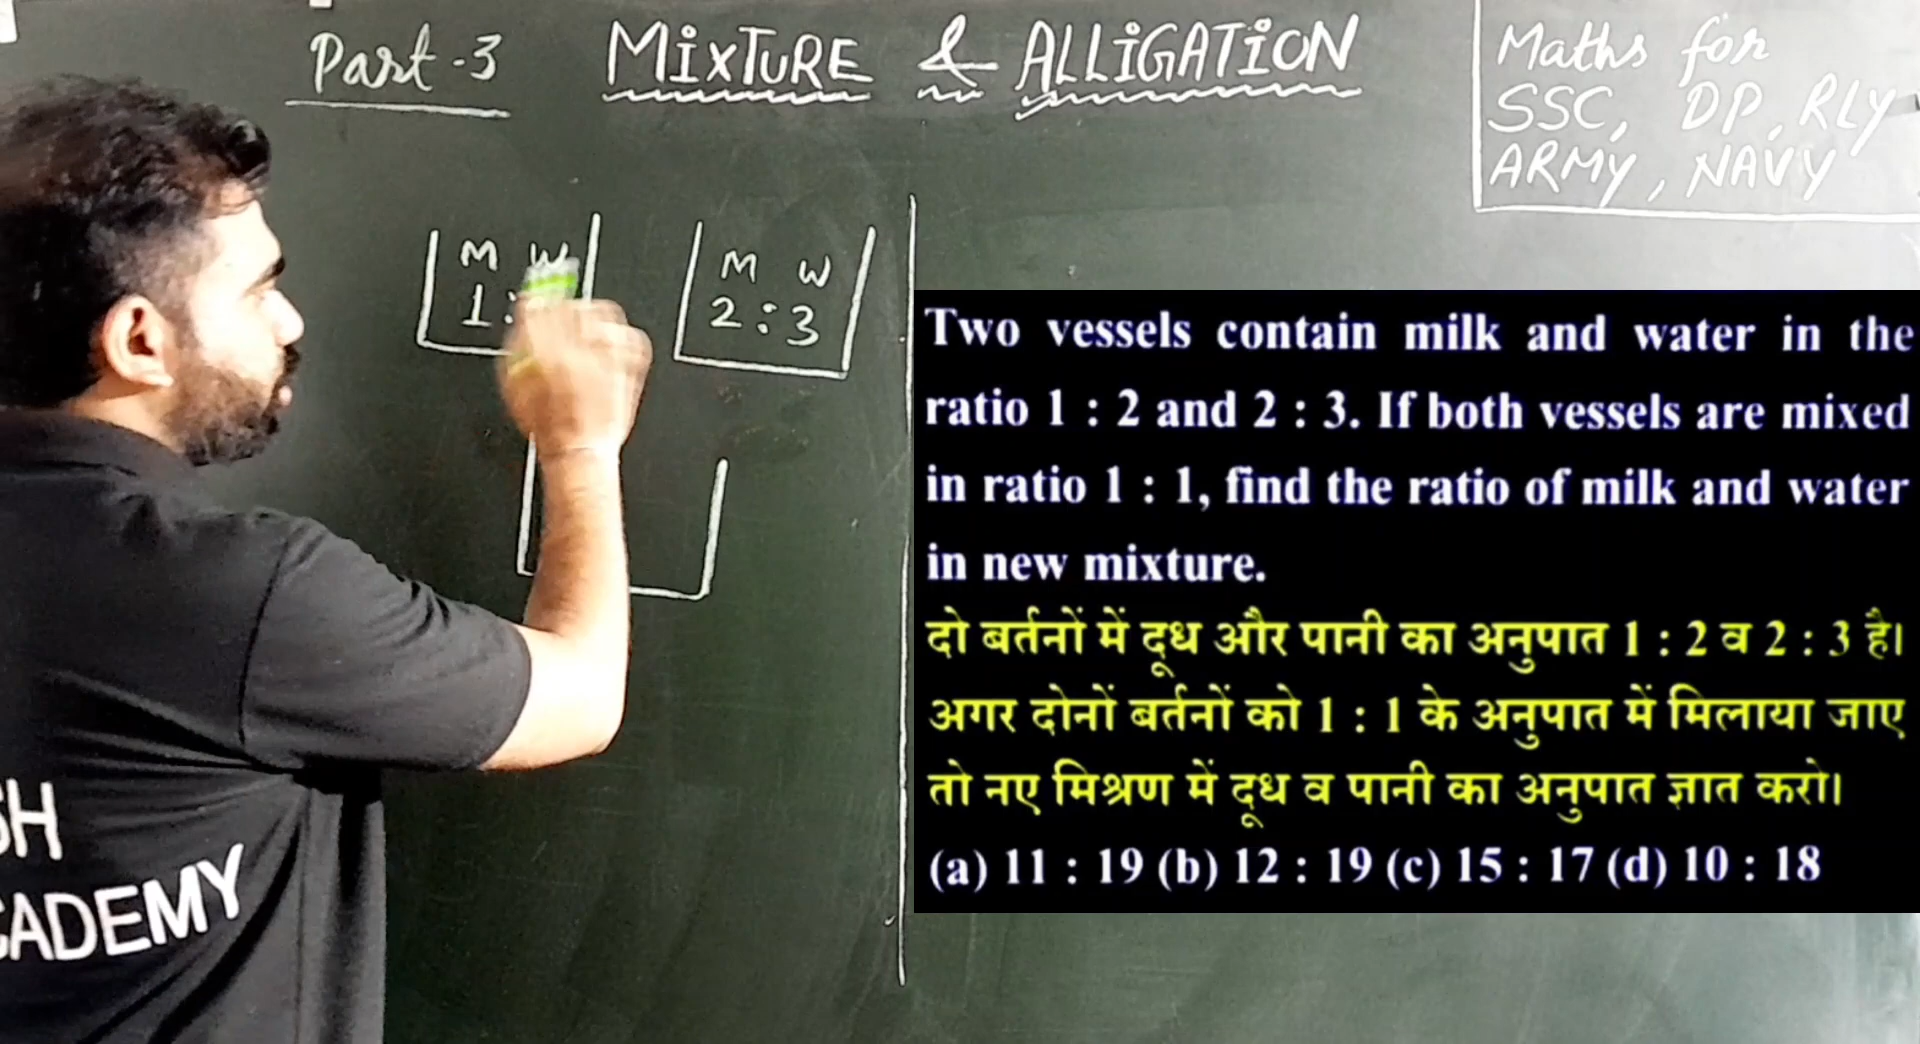 Part-3 MIXTURE & ALLIGATION
Maths for
SSC, DP, RLY
ARMY, NAVY
M W
1 :
M W
2 : 3
Two vessels contain milk and water in the
ratio 1 : 2 and 2 : 3. If both vessels are mixed
in ratio 1 : 1, find the ratio of milk and water
in new mixture.
दो बर्तनों में दूध और पानी का अनुपात 1 : 2 व 2 : 3 है।
अगर दोनों बर्तनों को 1 : 1 के अनुपात में मिलाया जाए
तो नए मिश्रण में दूध व पानी का अनुपात ज्ञात करो।
(a) 11 : 19 (b) 12 : 19 (c) 15 : 17 (d) 10 : 18